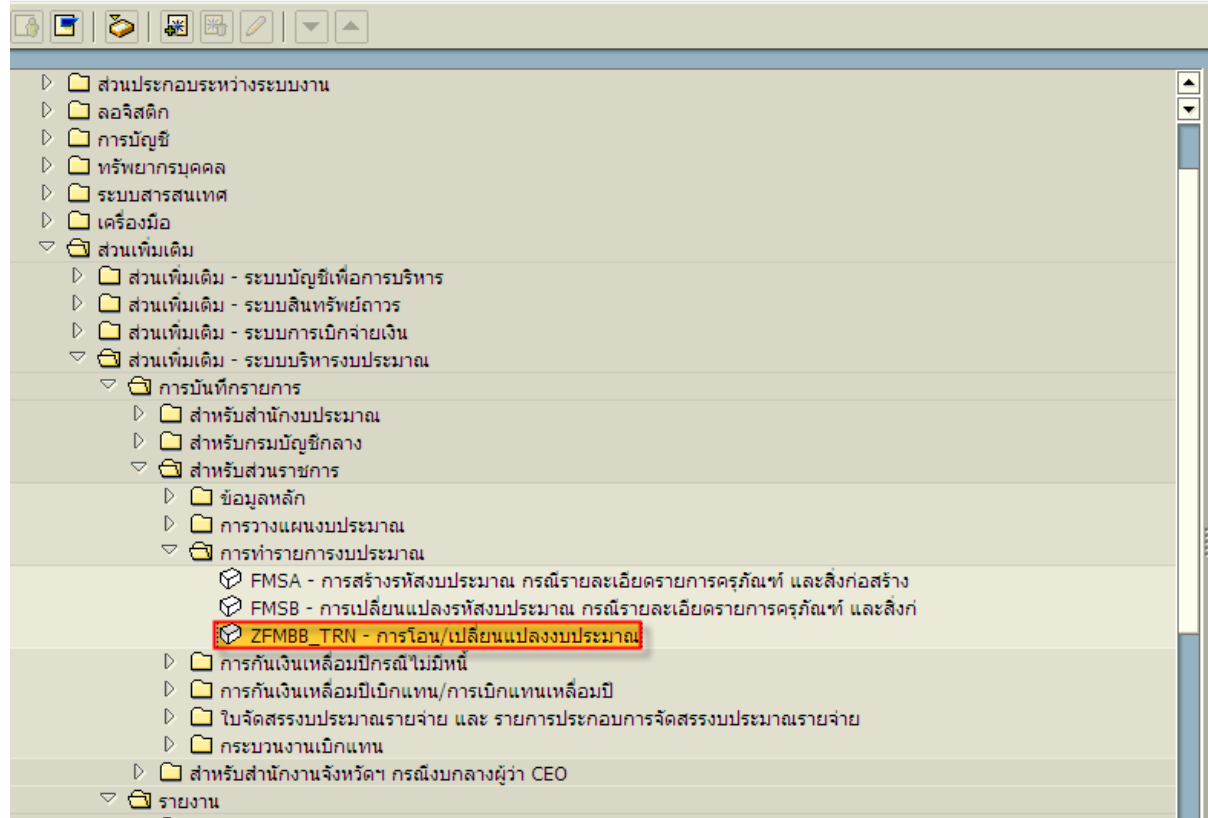 ส่วนประกอบระหว่างระบบงาน
ลอจิสติก
การบัญชี
ทรัพยากรบุคคล
ระบบสารสนเทศ
เครื่องมือ
ส่วนเพิ่มเติม
ส่วนเพิ่มเติม - ระบบบัญชีเพื่อการบริหาร
ส่วนเพิ่มเติม - ระบบสินทรัพย์ถาวร
ส่วนเพิ่มเติม - ระบบการเบิกจ่ายเงิน
ส่วนเพิ่มเติม - ระบบบริหารงบประมาณ
การบันทึกรายการ
สำหรับสำนักงบประมาณ
สำหรับกรมบัญชีกลาง
สำหรับส่วนราชการ
ข้อมูลหลัก
การวางแผนงบประมาณ
การทำรายการงบประมาณ
FMSA - การสร้างรหัสงบประมาณ กรณีรายละเอียดรายการครุภัณฑ์ และสิ่งก่อสร้าง
FMSB - การเปลี่ยนแปลงรหัสงบประมาณ กรณีรายละเอียดรายการครุภัณฑ์ และสิ่งก่
ZFMBB_TRN - การโอน/เปลี่ยนแปลงงบประมาณ
การกันเงินเหลื่อมปีกรณีไม่มีหนี้
การกันเงินเหลื่อมปีเบิกแทน/การเบิกแทนเหลื่อมปี
ใบจัดสรรงบประมาณรายจ่าย และ รายการประกอบการจัดสรรงบประมาณรายจ่าย
กระบวนงานเบิกแทน
สำหรับสำนักงานจังหวัดฯ กรณีงบกลางผู้ว่า CEO
รายงาน